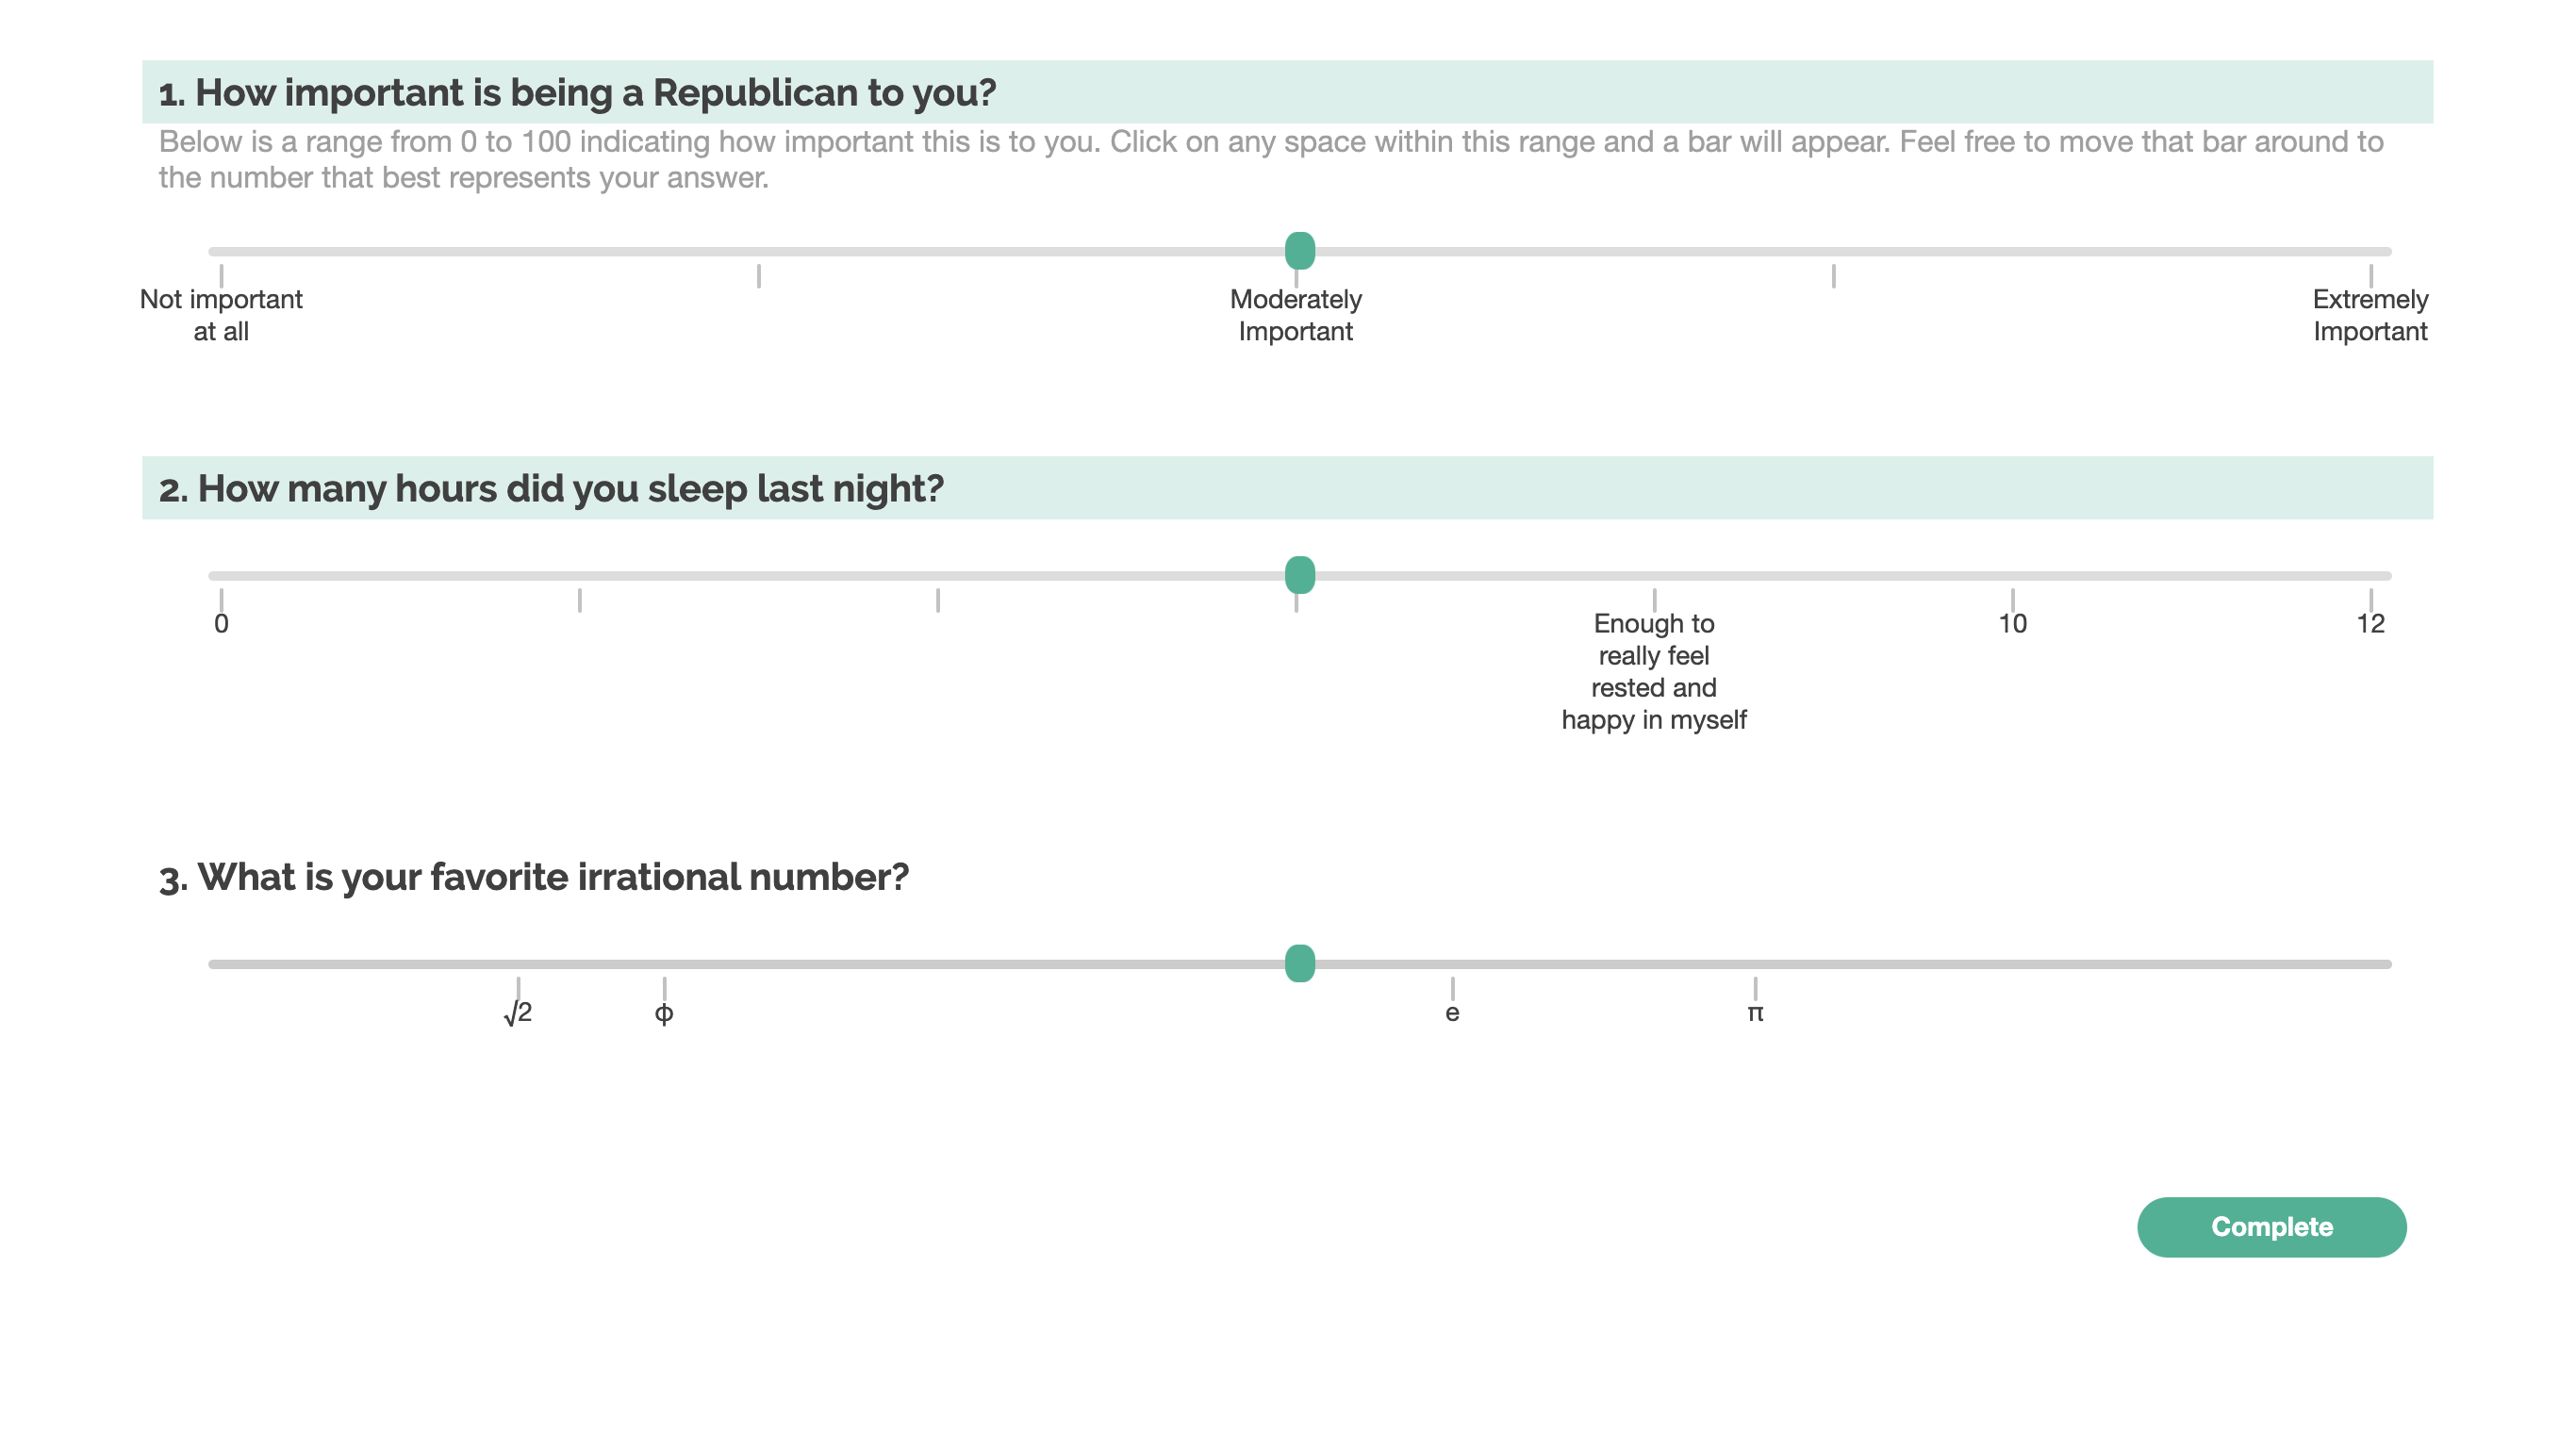 1. How important is being a Republican to you?
Below is a range from 0 to 100 indicating how important this is to you. Click on any space within this range and a bar will appear. Feel free to move that bar around to
the number that best represents your answer.
Not important
at all
Moderately
Important
Extremely
Important
2. How many hours did you sleep last night?
0
Enough to
really feel
rested and
happy in myself
10
12
3. What is your favorite irrational number?
√2
ϕ
e
π
Complete